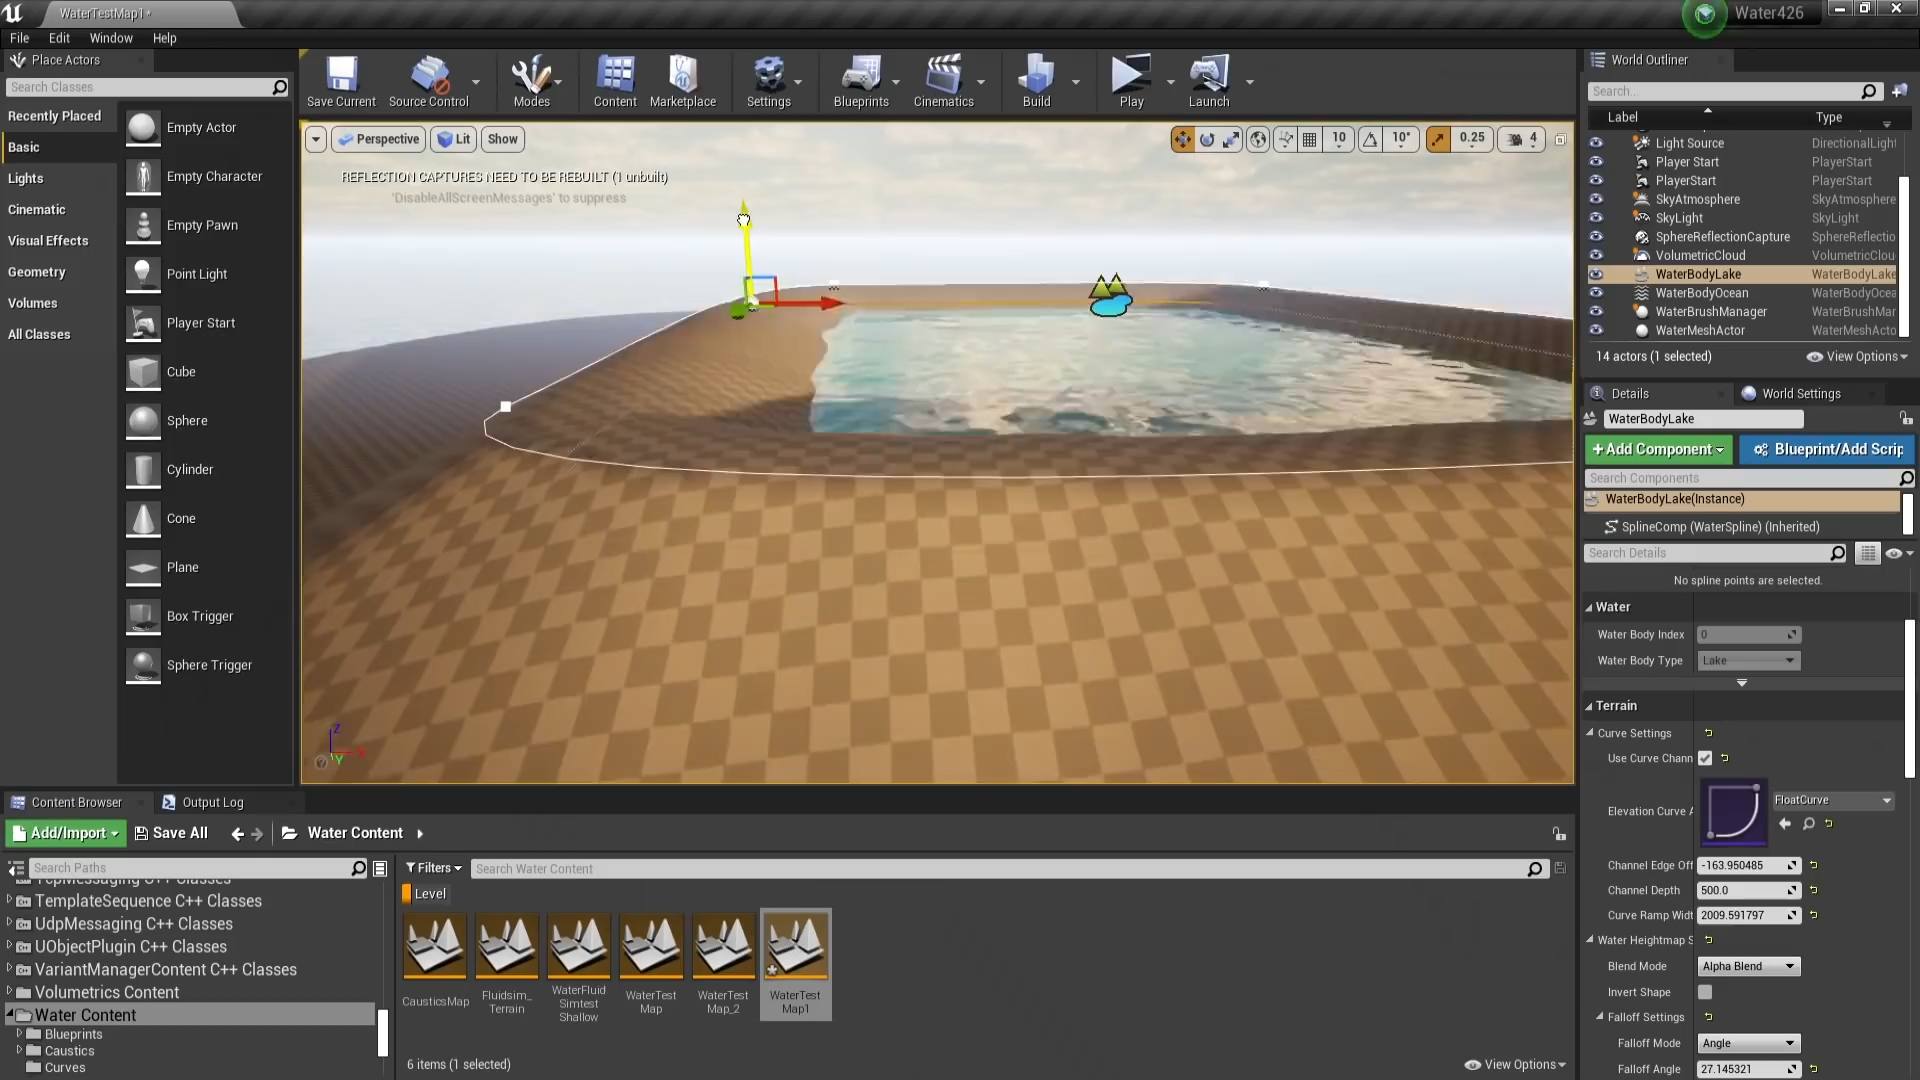 WaterTestMap1*
Water426
File Edit Window Help
Place Actors
Search Classes
Recently Placed
Basic
Lights
Cinematic
Visual Effects
Geometry
Volumes
All Classes
Empty Actor
Empty Character
Empty Pawn
Point Light
Player Start
Cube
Sphere
Cylinder
Cone
Plane
Box Trigger
Sphere Trigger
Save Current Source Control Modes Content Marketplace Settings Blueprints Cinematics Build Play Launch
Perspective Lit Show
10 10° 0.25 4
REFLECTION CAPTURES NEED TO BE REBUILT (1 unbuilt)
'DisableAllScreenMessages' to suppress
Z
X
Y
World Outliner
Search...
Label Type
Light Source DirectionalLight
Player Start PlayerStart
PlayerStart PlayerStart
SkyAtmosphere SkyAtmosphere
SkyLight SkyLight
SphereReflectionCapture SphereReflectio
VolumetricCloud VolumetricClou
WaterBodyLake WaterBodyLake
WaterBodyOcean WaterBodyOcea
WaterBrushManager WaterBrushMar
WaterMeshActor WaterMeshActo
14 actors (1 selected) View Options
Details World Settings
WaterBodyLake
+Add Component Blueprint/Add Scrip
Search Components
WaterBodyLake(Instance)
SplineComp (WaterSpline) (Inherited)
Search Details
No spline points are selected.
Water
Water Body Index 0
Water Body Type Lake
Terrain
Curve Settings
Use Curve Chann
Elevation Curve A FloatCurve
Channel Edge Off -163.950485
Channel Depth 500.0
Curve Ramp Widt 2009.591797
Water Heightmap S
Blend Mode Alpha Blend
Invert Shape
Falloff Settings
Falloff Mode Angle
Falloff Angle 27.145321
Content Browser Output Log
Add/Import Save All Water Content
Search Paths
TcpMessaging C++ Classes
TemplateSequence C++ Classes
UdpMessaging C++ Classes
UObjectPlugin C++ Classes
VariantManagerContent C++ Classes
Volumetrics Content
Water Content
Blueprints
Caustics
Curves
Filters Search Water Content
Level
CausticsMap
Fluidsim_
Terrain
WaterFluid
Simtest
Shallow
WaterTest
Map
WaterTest
Map_2
WaterTest
Map1
6 items (1 selected) View Options